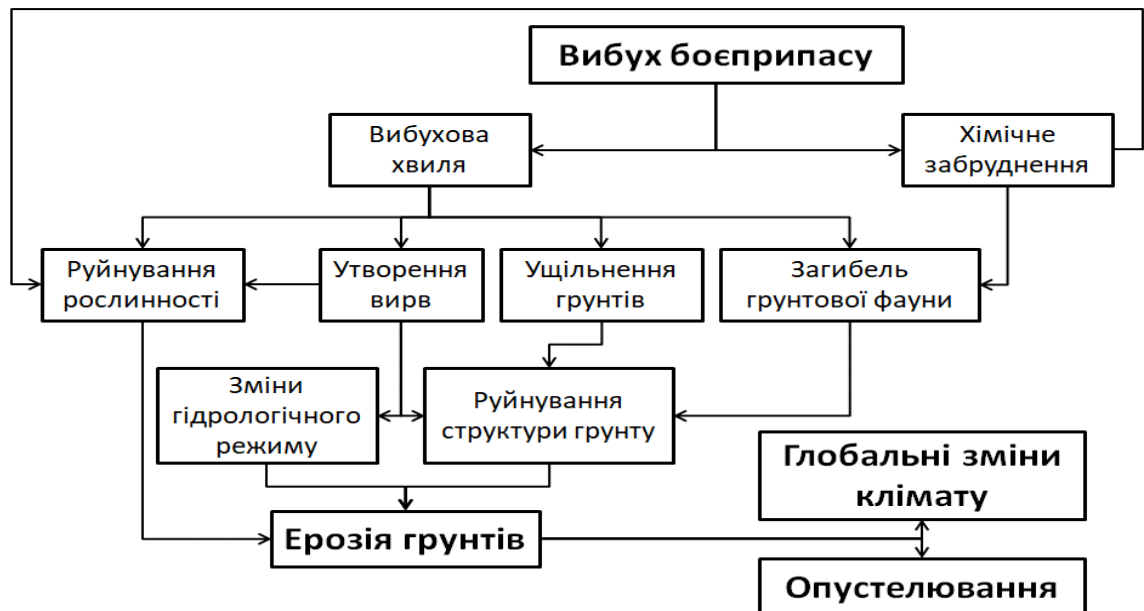 Вибух боєприпасу
Вибухова
хвиля
Хімічне
забруднення
Руйнування
рослинності
Утворення
вирв
Ущільнення
грунтів
Загибель
грунтової фауни
Зміни
гідрологічного
режиму
Руйнування
структури грунту
Глобальні зміни
клімату
Ерозія грунтів
Опустелювання